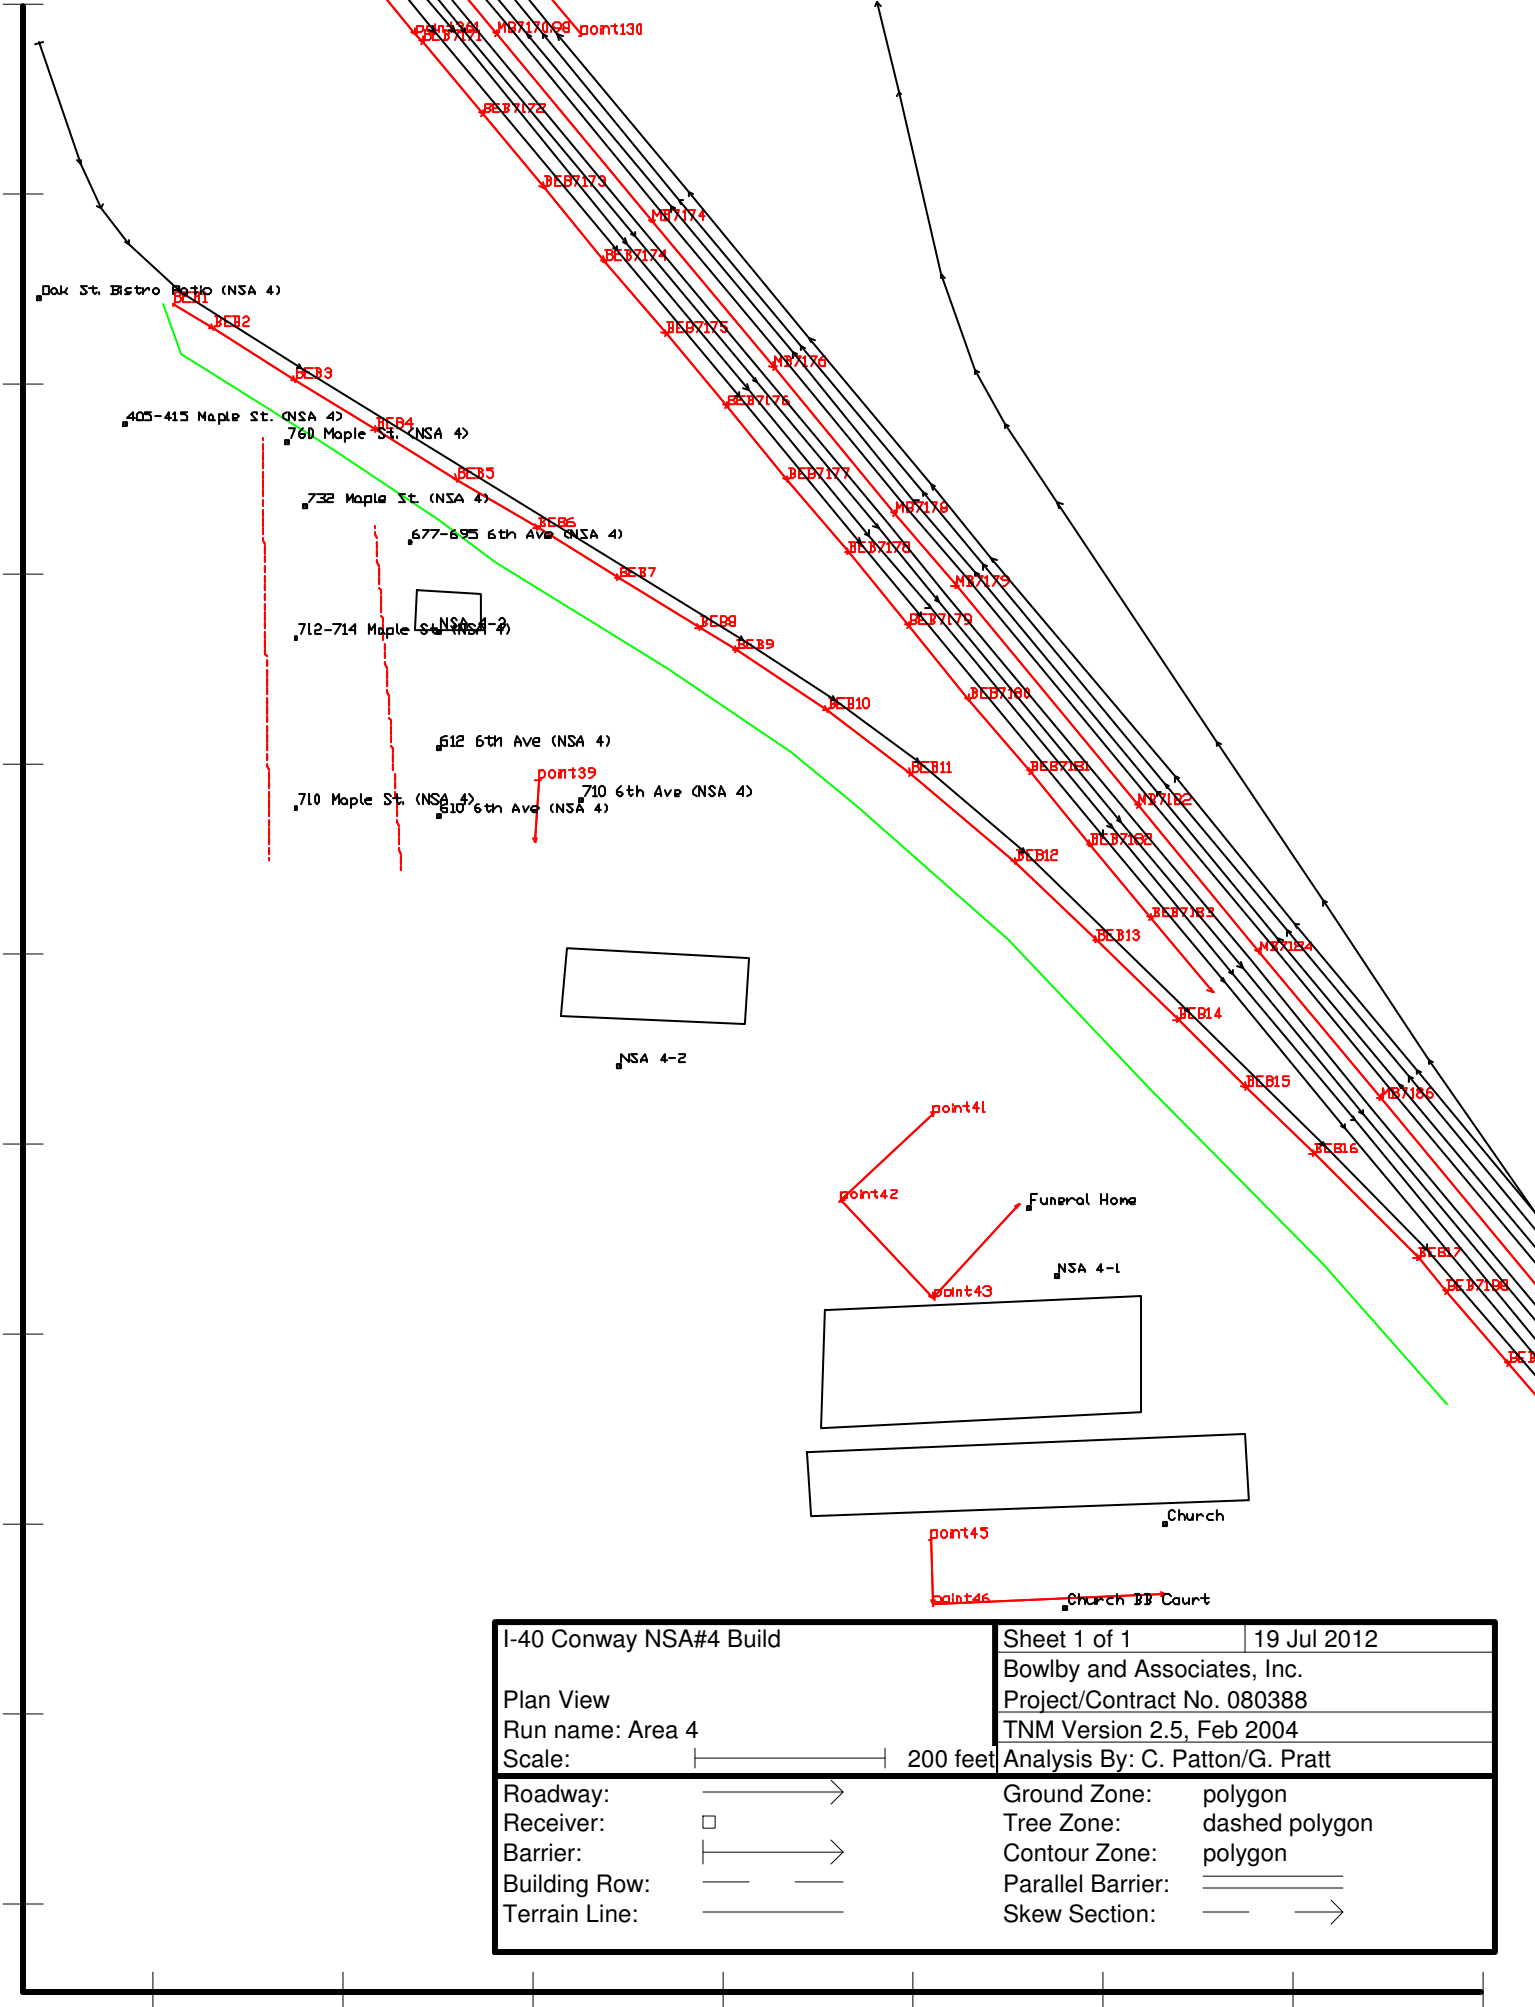 point130
BEB7171
BEB7172
BEB7173
MB7174
BEB7174
Oak St. Bistro Patio (NSA 4)
BEB1
BEB2
BEB7175
MB7176
BEB3
BEB7176
405-415 Maple St. (NSA 4)
BEB4
760 Maple St. (NSA 4)
BEB5
BEB7177
732 Maple St. (NSA 4)
MB7178
BEB6
677-695 6th Ave (NSA 4)
BEB7178
BEB7
MB7179
BEB8
BEB7179
NSA 4-3
712-714 Maple St. (NSA 4)
BEB9
BEB7180
BEB10
612 6th Ave (NSA 4)
point39
BEB11
BEB7181
710 6th Ave (NSA 4)
710 Maple St. (NSA 4)
610 6th Ave (NSA 4)
MB7182
BEB7182
BEB12
BEB7183
BEB13
MB7184
BEB14
NSA 4-2
BEB15
MB7186
point41
BEB16
point42
Funeral Home
BEB17
NSA 4-1
BEB7188
point43
Church
point45
point46
Church BB Court
I-40 Conway NSA#4 Build
Sheet 1 of 1
19 Jul 2012
Bowlby and Associates, Inc.
Plan View
Project/Contract No. 080388
Run name: Area 4
TNM Version 2.5, Feb 2004
Scale:
200 feet
Analysis By: C. Patton/G. Pratt
Roadway:
Ground Zone: polygon
Receiver:
Tree Zone: dashed polygon
Barrier:
Contour Zone: polygon
Building Row:
Parallel Barrier:
Terrain Line:
Skew Section: